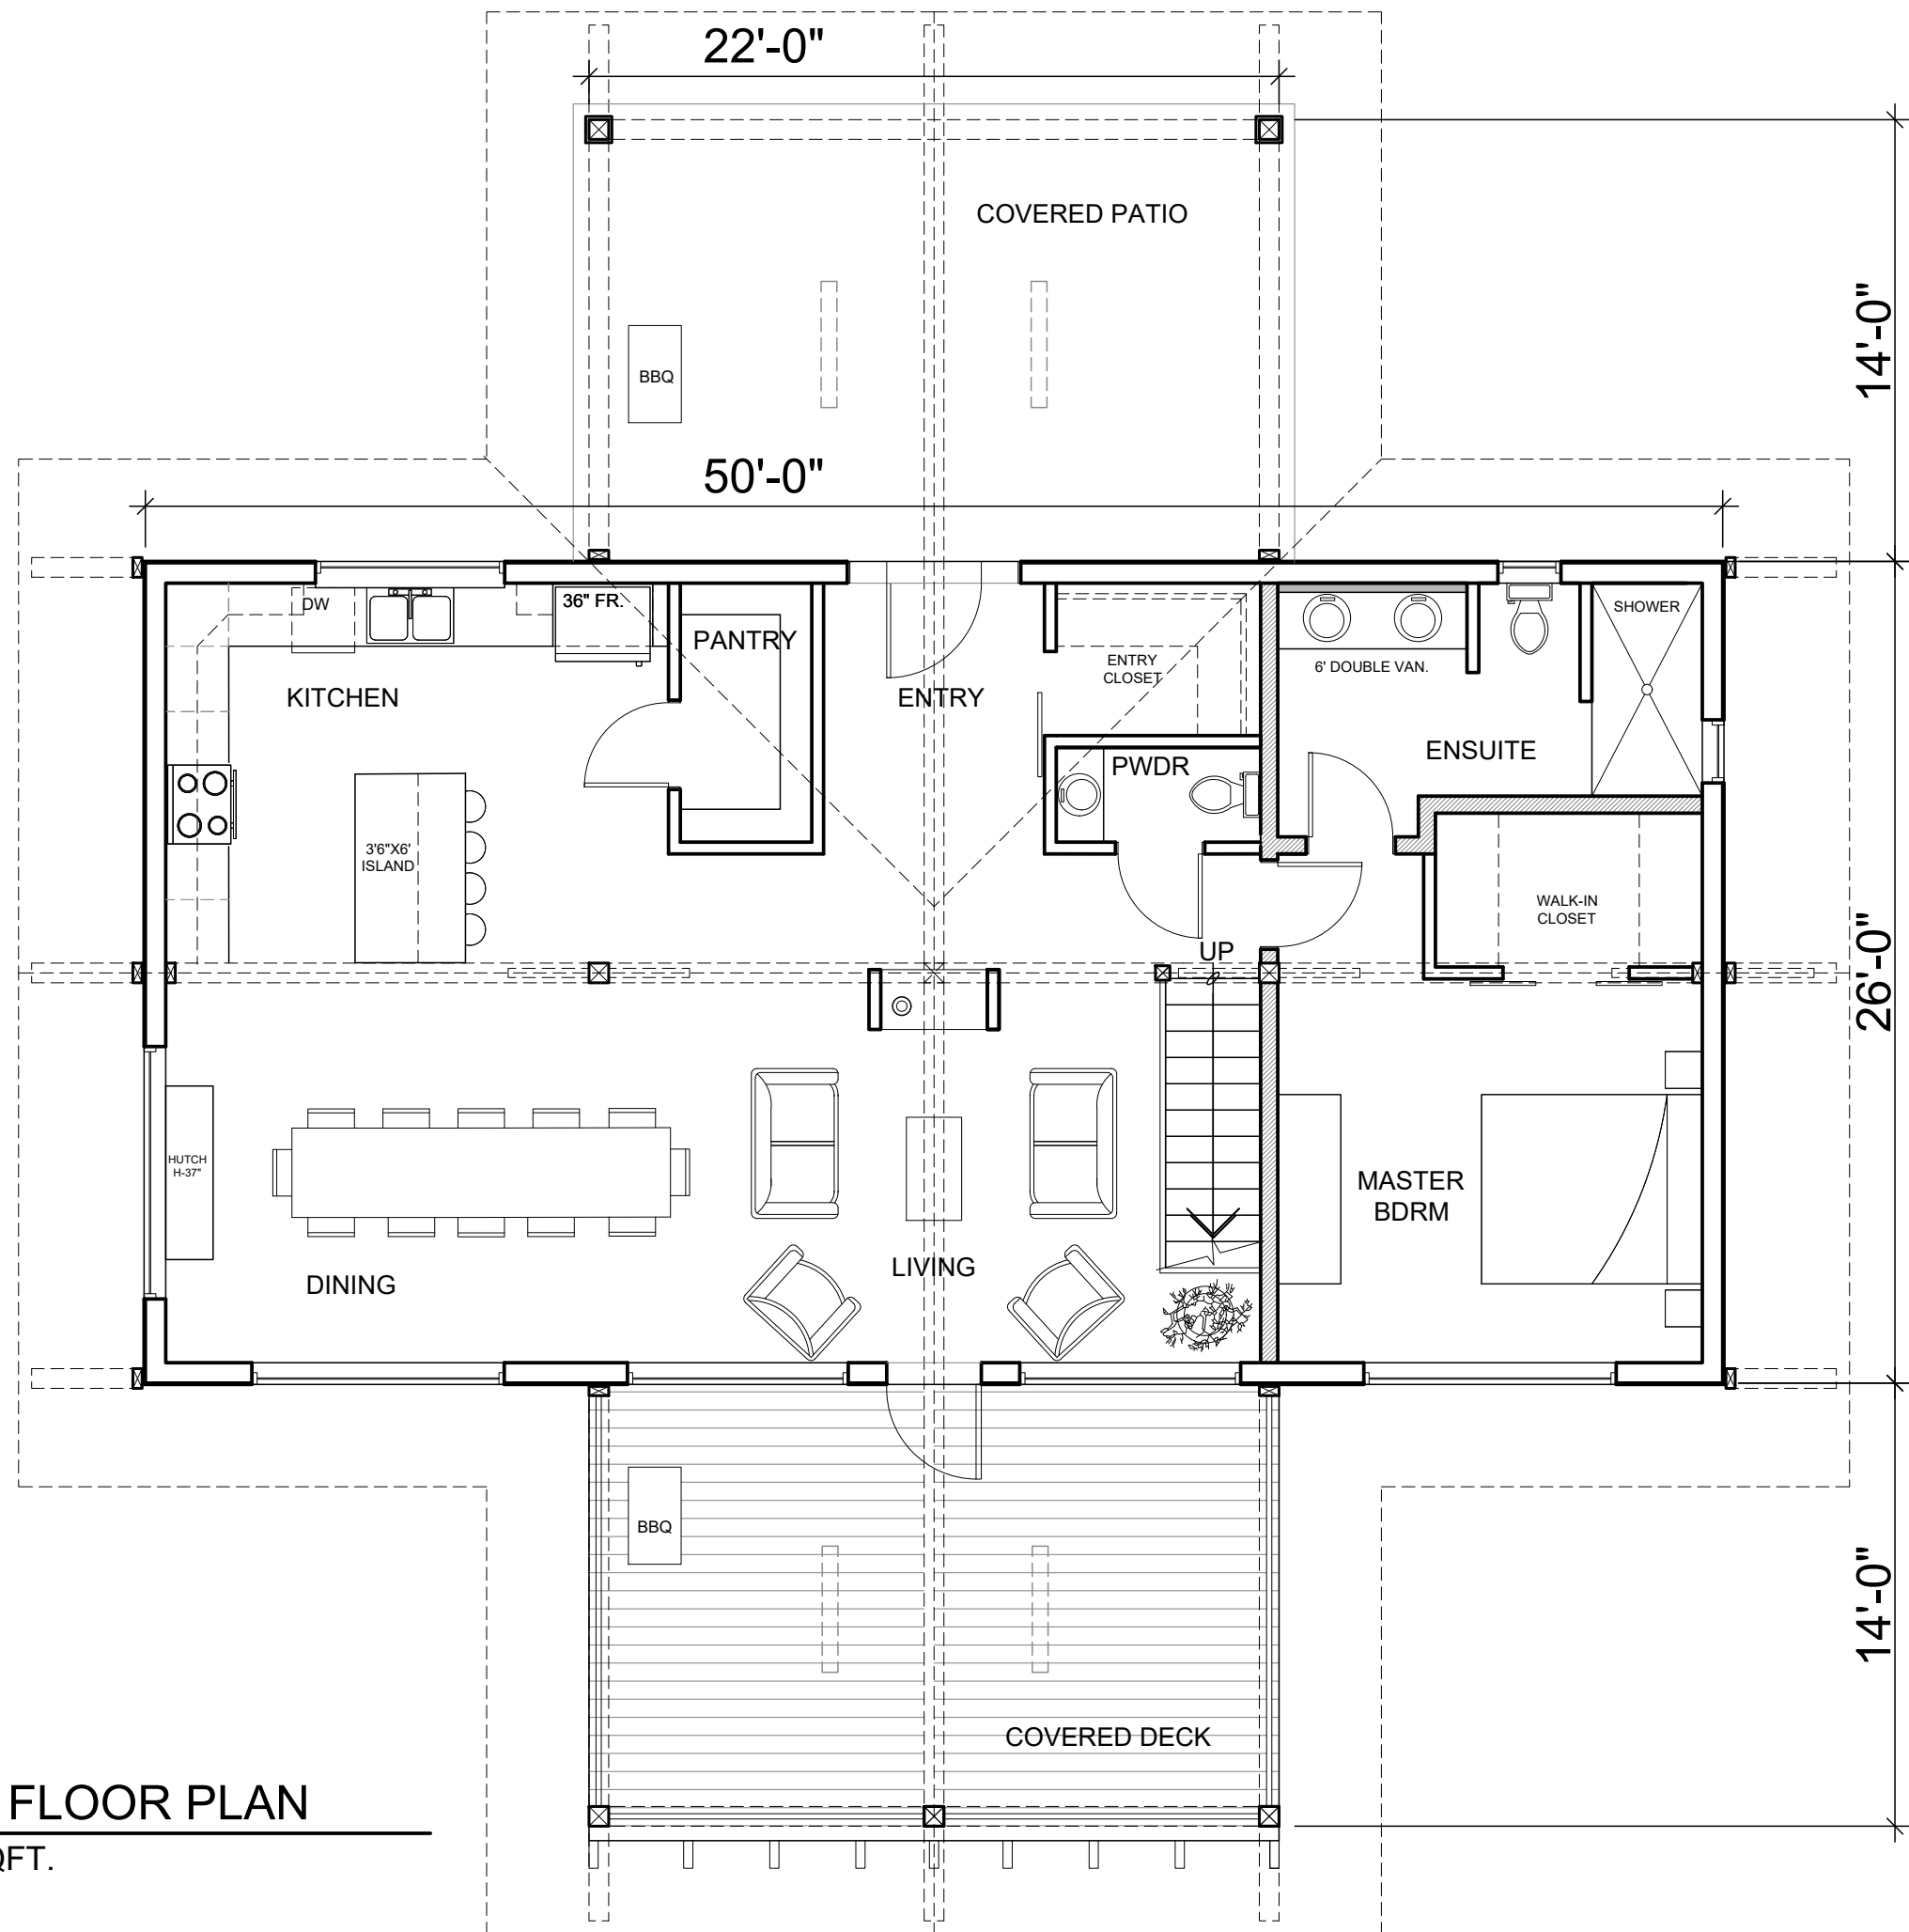 22'-0"
COVERED PATIO
14'-0"
BBQ
50'-0"
DW
36" FR.
PANTRY
KITCHEN
ENTRY
ENTRY
CLOSET
6' DOUBLE VAN.
SHOWER
ENSUITE
PWDR
3'6"X6'
ISLAND
WALK-IN
CLOSET
UP
26'-0"
HUTCH
H-37"
MASTER
BDRM
LIVING
DINING
BBQ
14'-0"
COVERED DECK
FLOOR PLAN
QFT.